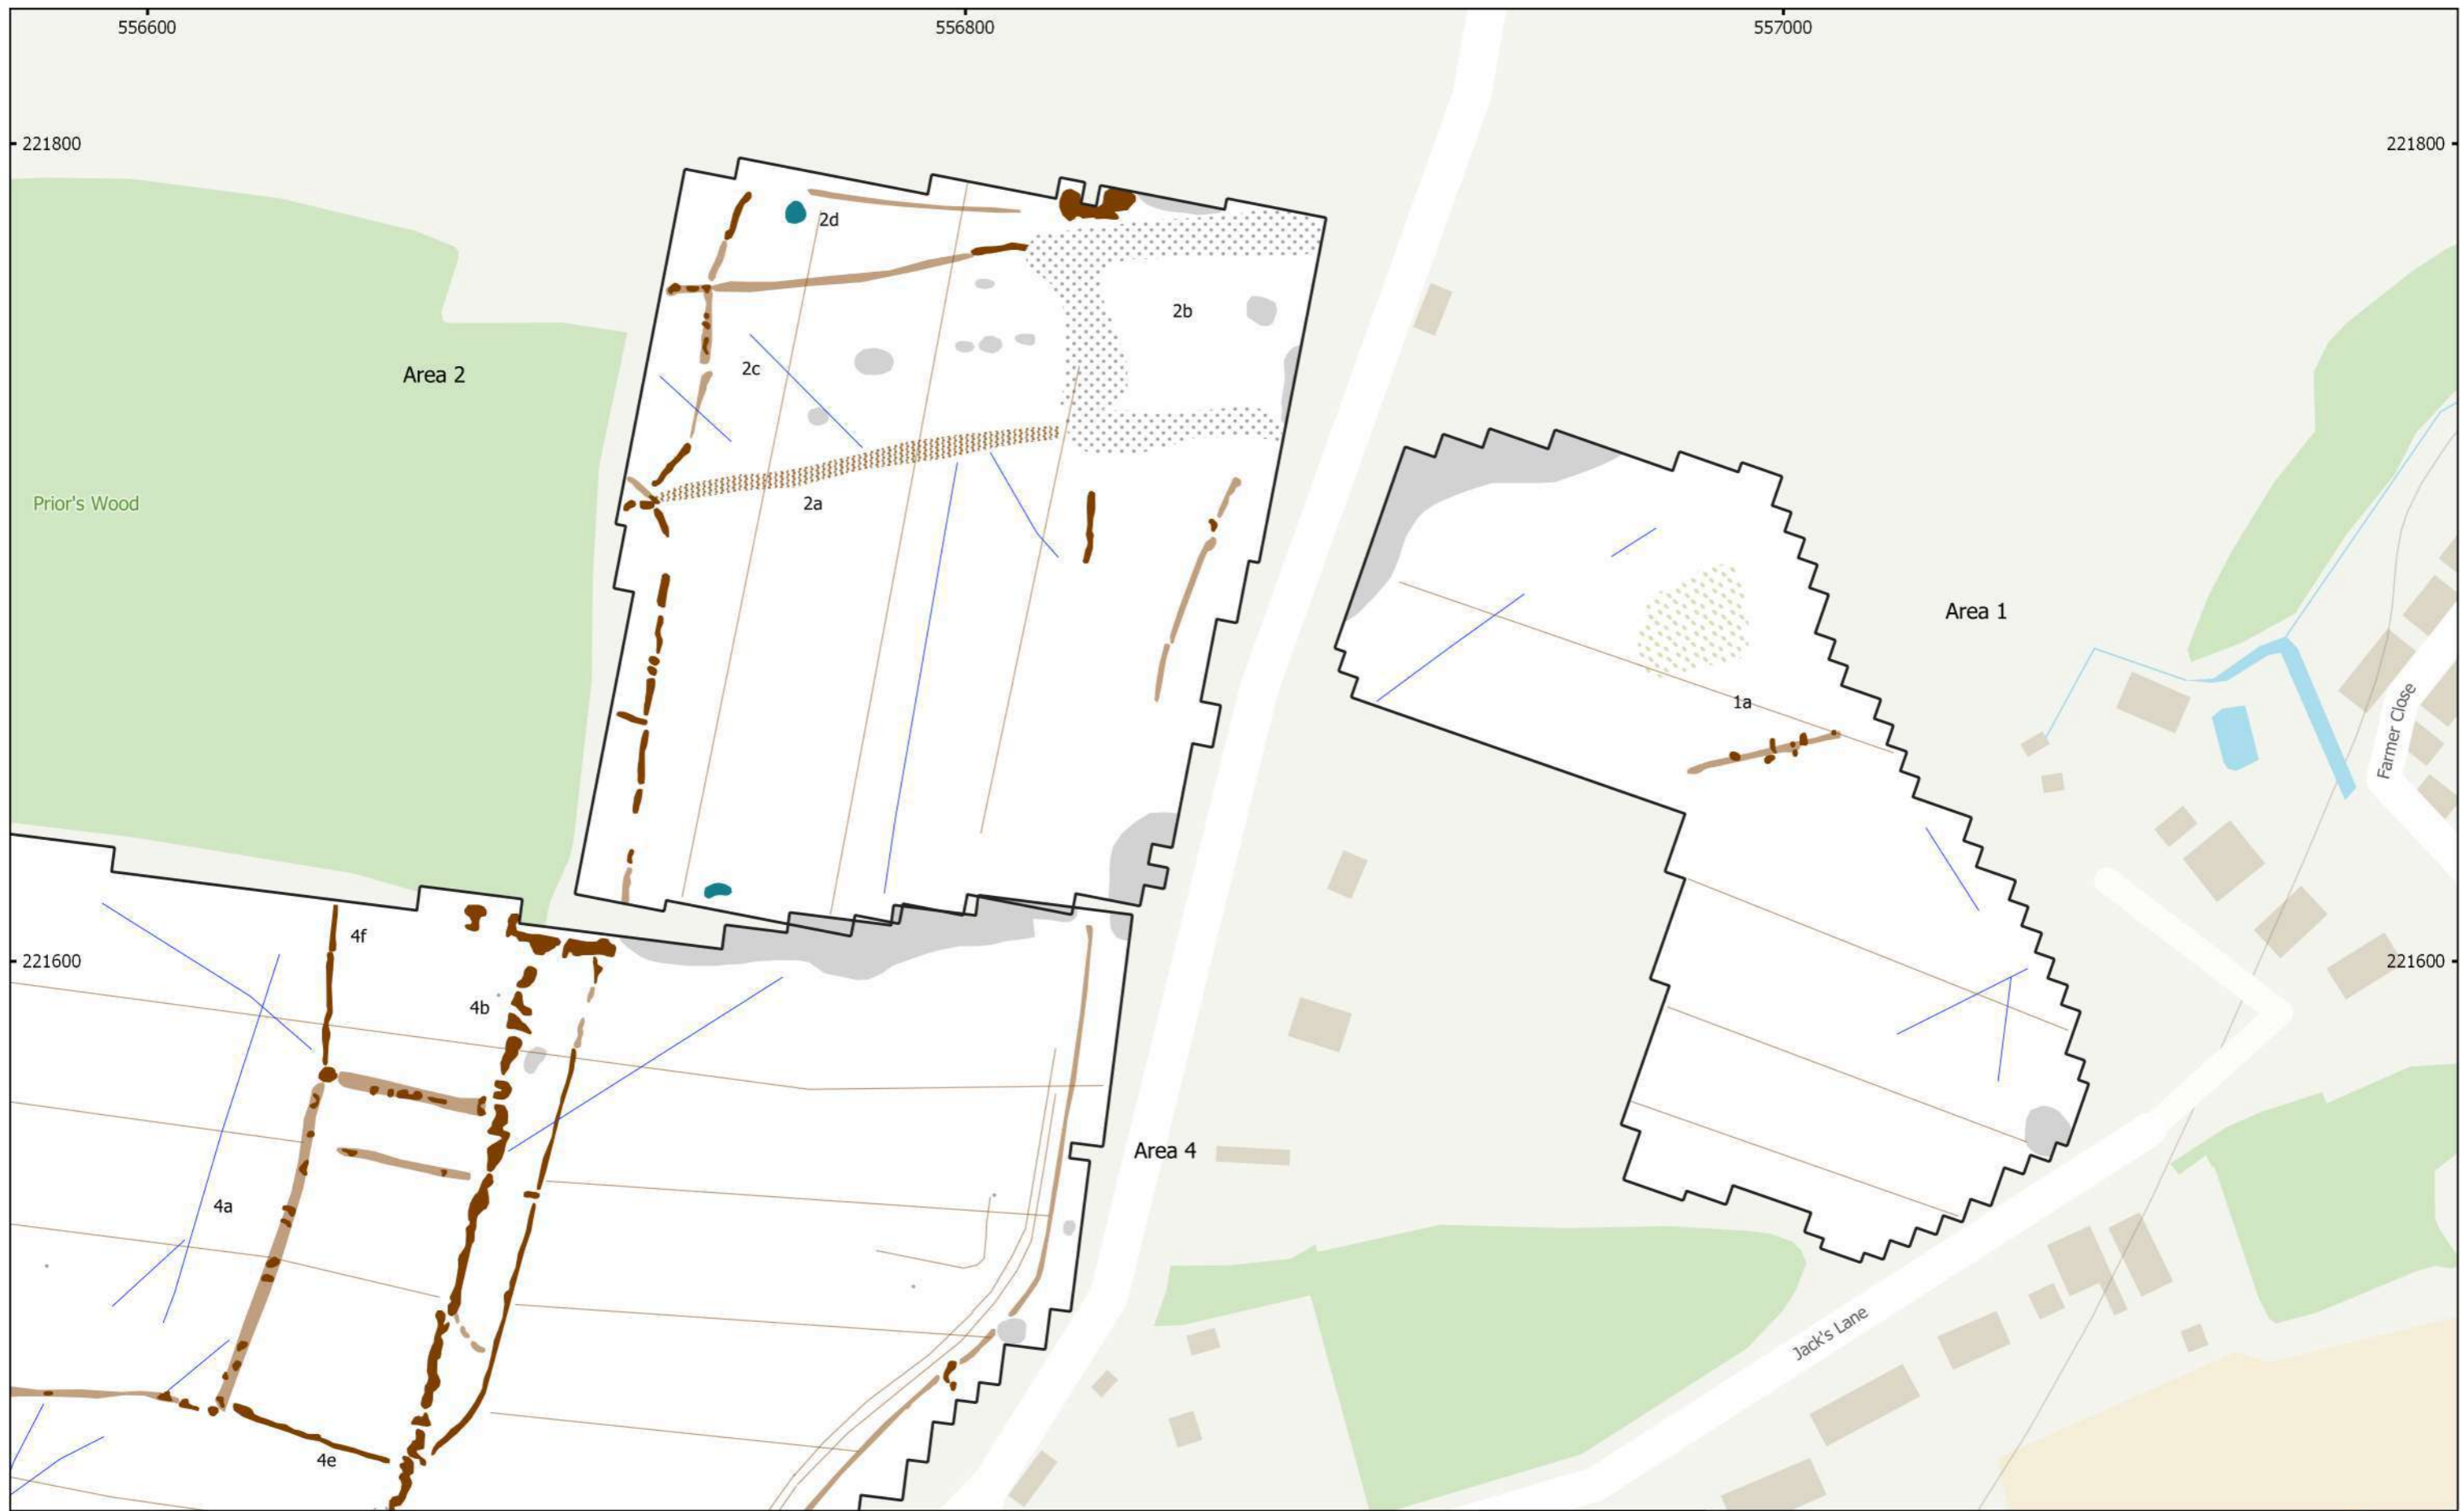 556600
556800
557000
221800
221800
2d
2b
2c
Area 2
Prior's Wood
2a
Area 1
1a
Farmer Close
4f
221600
221600
4b
Area 4
4a
Jack's Lane
4e